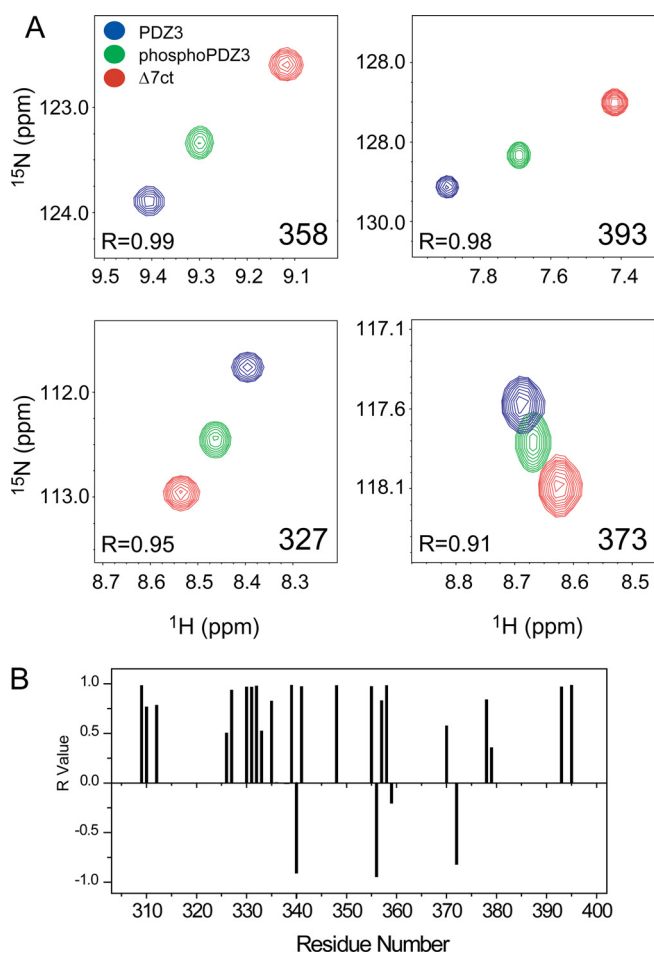 A
PDZ3
phosphoPDZ3
Δ7ct
15N (ppm)
123.0
124.0
R=0.99
358
9.5 9.4 9.3 9.2 9.1
128.0
128.0
130.0
R=0.98
393
7.8 7.6 7.4
15N (ppm)
112.0
113.0
R=0.95
327
8.7 8.6 8.5 8.4 8.3
1H (ppm)
117.1
117.6
118.1
R=0.91
373
8.8 8.7 8.6 8.5
1H (ppm)
B
R Value
1.0
0.5
0.0
-0.5
-1.0
310 320 330 340 350 360 370 380 390 400
Residue Number